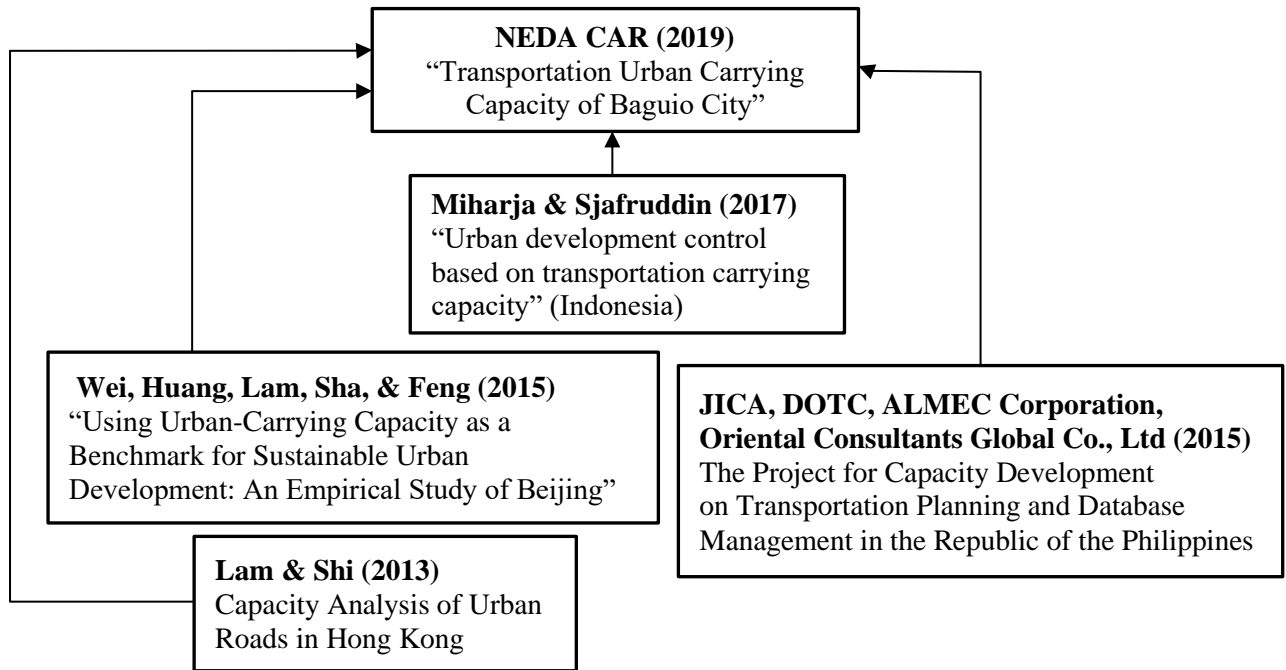 NEDA CAR (2019)
“Transportation Urban Carrying
Capacity of Baguio City”
Miharja & Sjafruddin (2017)
“Urban development control
based on transportation carrying
capacity” (Indonesia)
Wei, Huang, Lam, Sha, & Feng (2015)
“Using Urban-Carrying Capacity as a
Benchmark for Sustainable Urban
Development: An Empirical Study of Beijing”
JICA, DOTC, ALMEC Corporation,
Oriental Consultants Global Co., Ltd (2015)
The Project for Capacity Development
on Transportation Planning and Database
Management in the Republic of the Philippines
Lam & Shi (2013)
Capacity Analysis of Urban
Roads in Hong Kong